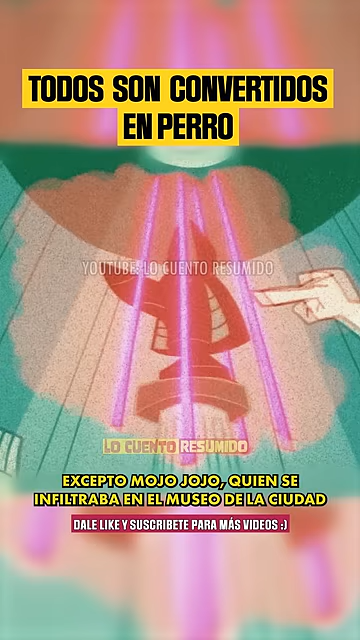 TODOS SON CONVERTIDOS
EN PERRO
YOUTUBE: LO CUENTO RESUMIDO
LO CUENTO RESUMIDO
EXCEPTO MOJO JOJO, QUIEN SE
INFILTRABA EN EL MUSEO DE LA CIUDAD
DALE LIKE Y SUSCRIBETE PARA MÁS VIDEOS :)